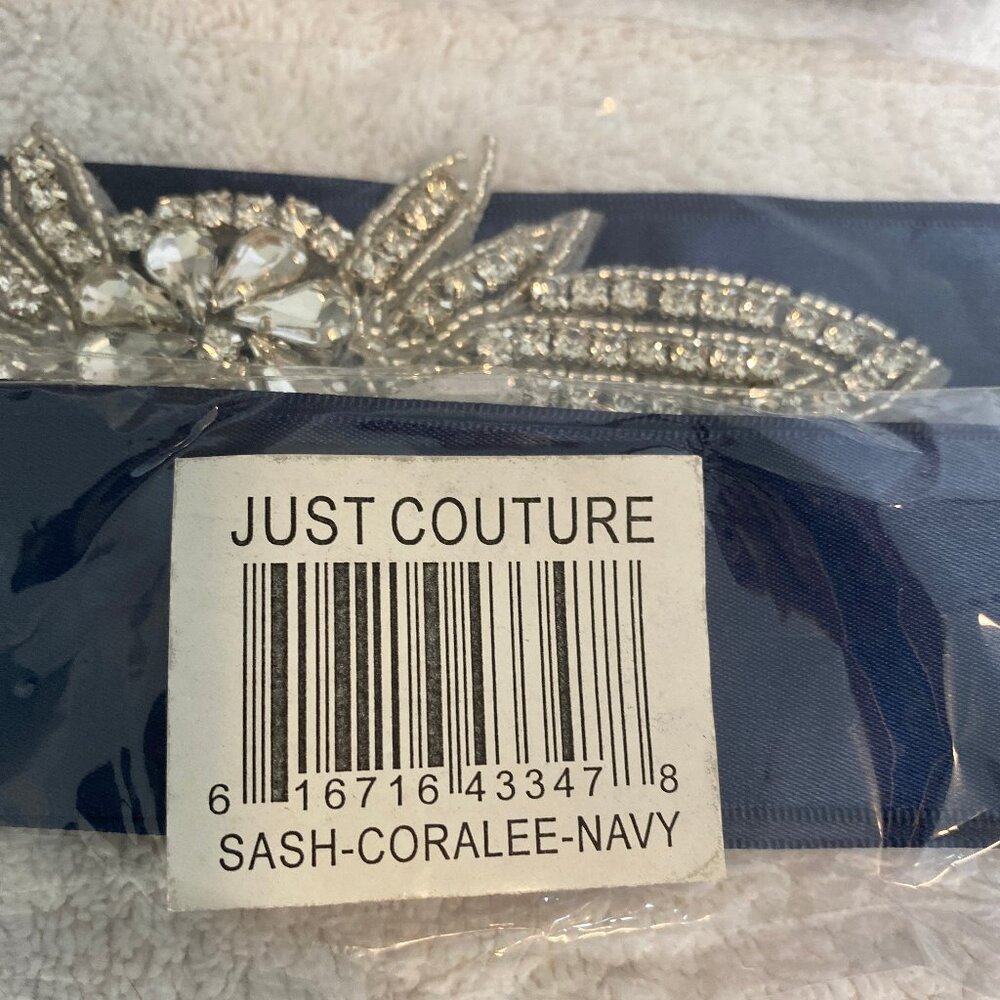 JUST COUTURE
6 16716 43347 8
SASH-CORALEE-NAVY